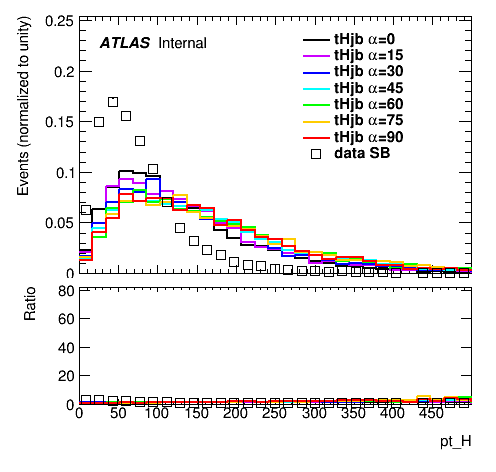 Events (normalized to unity)
0.25
0.2
0.15
0.1
0.05
0
ATLAS Internal
tHjb α=0
tHjb α=15
tHjb α=30
tHjb α=45
tHjb α=60
tHjb α=75
tHjb α=90
data SB
Ratio
80
60
40
20
0
0 50 100 150 200 250 300 350 400 450
pt_H